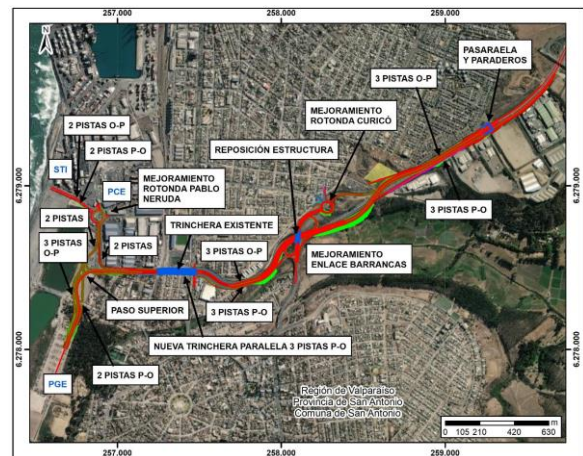 257.000
258.000
259.000
N
PASARAELA
Y PARADEROS
3 PISTAS O-P
MEJORAMIENTO
ROTONDA CURICÓ
2 PISTAS O-P
REPOSICIÓN ESTRUCTURA
2 PISTAS P-O
STI
PCE
MEJORAMIENTO
ROTONDA PABLO
NERUDA
6.279.000
6.279.000
3 PISTAS P-O
2 PISTAS
TRINCHERA EXISTENTE
3 PISTAS
O-P
2 PISTAS
3 PISTAS O-P
MEJORAMIENTO
ENLACE BARRANCAS
PASO SUPERIOR
3 PISTAS P-O
NUEVA TRINCHERA PARALELA 3 PISTAS P-O
6.278.000
6.278.000
2 PISTAS P-O
PGE
Región de Valparaíso
Provincia de San Antonio
Comuna de San Antonio
m
0 105 210 420 630
257.000
258.000
259.000